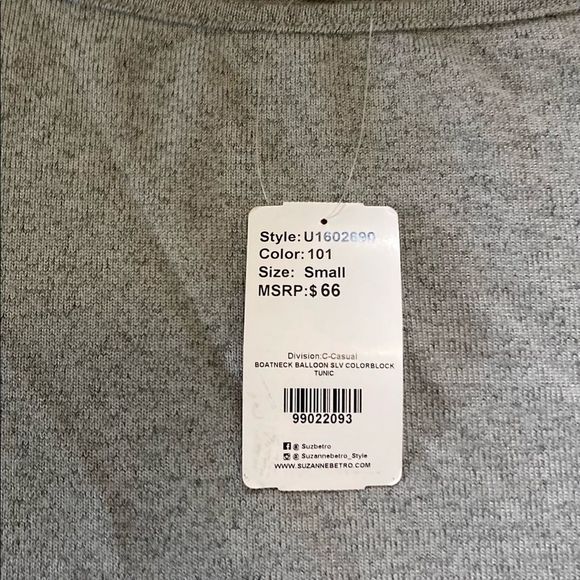 Style:U1602890
Color:101
Size: Small
MSRP:$ 66
Division:C-Casual
BOATNECK BALLOON SLV COLORBLOCK
TUNIC
99022093
@ Suzbetro
@ Suzannebetro_Style
WWW.SUZANNEBETRO.COM